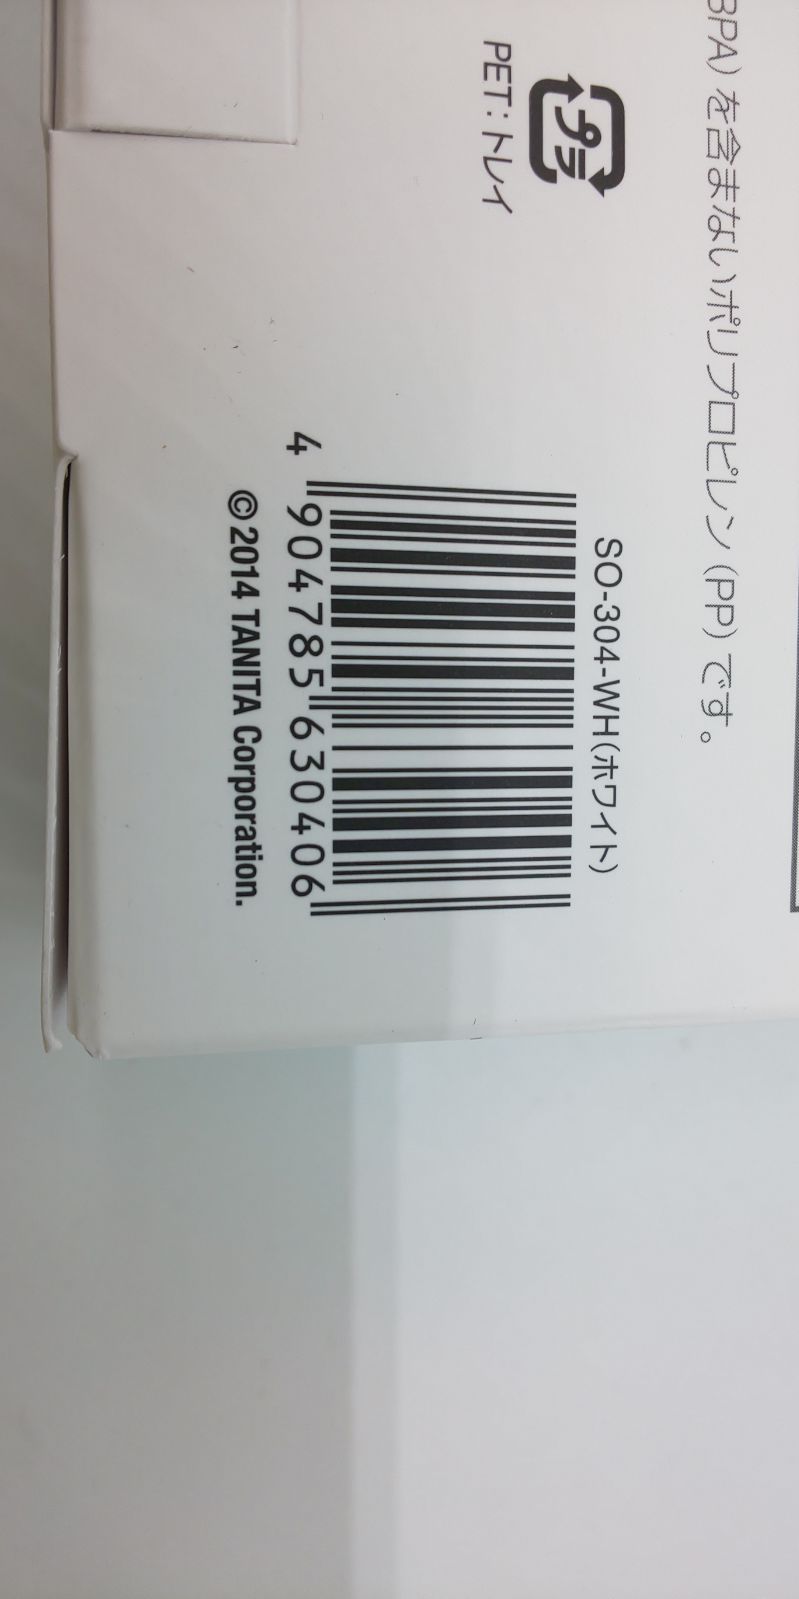 BPA）を含まないポリプロピレン（PP）です。
プラ
PET：トレイ
SO-304-WH（ホワイト）
4 904785 630406
© 2014 TANITA Corporation.